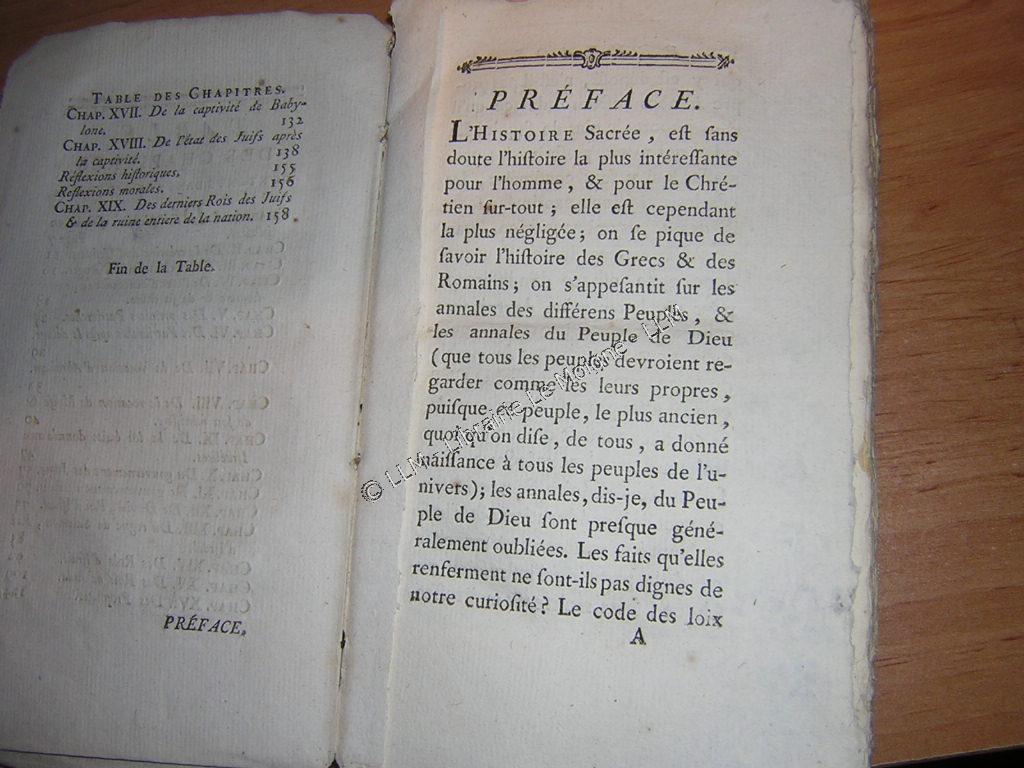 TABLE DES CHAPITRES.
CHAP. XVII. De la captivité de Baby-
lone. 132
CHAP. XVIII. De l'état des Juifs après
la captivité. 138
Réflexions historiques. 155
Reflexions morales. 156
CHAP. XIX. Des derniers Rois des Juifs
& de la ruine entiere de la nation. 158.
Fin de la Table.
PRÉFACE,
PRÉFACE.
L'HISTOIRE Sacrée, eſt ſans
doute l'hiſtoire la plus intéreſſante
pour l'homme, & pour le Chré-
tien ſur-tout; elle eſt cependant
la plus négligée; on ſe pique de
ſavoir l'hiſtoire des Grecs & des
Romains; on s'appeſantit ſur les
annales des différens Peuples, &
les annales du Peuple de Dieu
(que tous les peuples devroient re-
garder comme les leurs propres,
puiſque ce peuple, le plus ancien,
quoi qu'on diſe, de tous, a donné
naiſſance à tous les peuples de l'u-
nivers); les annales, dis-je, du Peu-
ple de Dieu ſont preſque géné-
ralement oubliées. Les faits qu'elles
renferment ne ſont-ils pas dignes de
notre curioſité? Le code des loix
A
© LLM - Librairie Le Moine - LLM